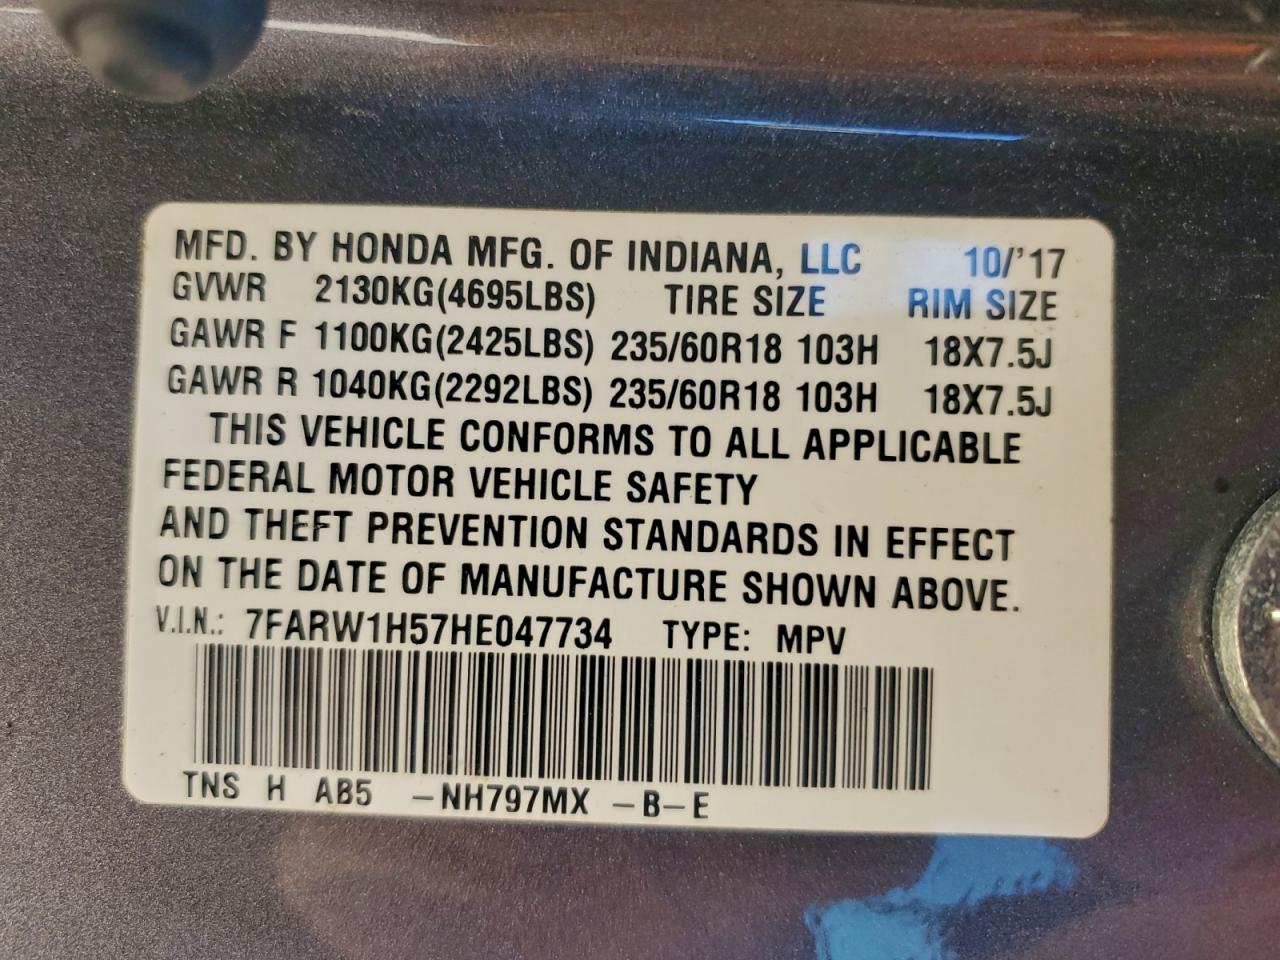 MFD. BY HONDA MFG. OF INDIANA, LLC 10/'17
GVWR 2130KG(4695LBS) TIRE SIZE RIM SIZE
GAWR F 1100KG(2425LBS) 235/60R18 103H 18X7.5J
GAWR R 1040KG(2292LBS) 235/60R18 103H 18X7.5J
THIS VEHICLE CONFORMS TO ALL APPLICABLE
FEDERAL MOTOR VEHICLE SAFETY
AND THEFT PREVENTION STANDARDS IN EFFECT
ON THE DATE OF MANUFACTURE SHOWN ABOVE.
V.I.N.: 7FARW1H57HE047734 TYPE: MPV
TNS H AB5 -NH797MX -B-E